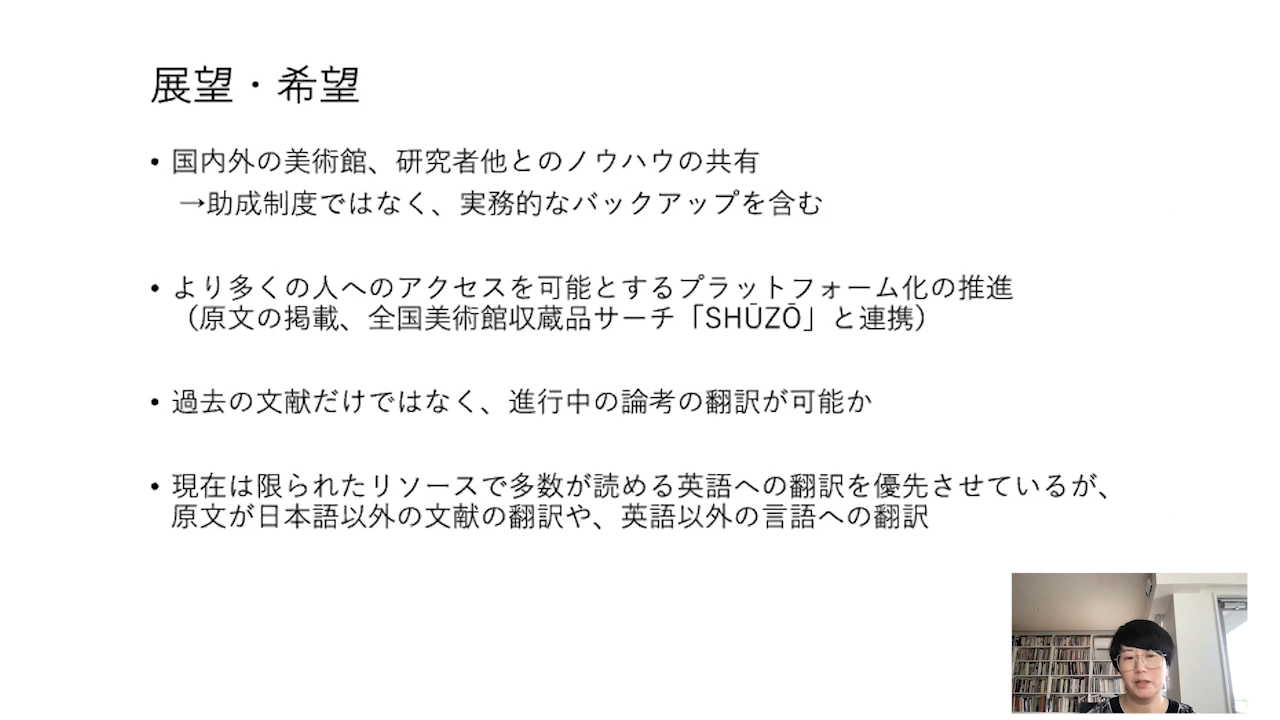 展望・希望
• 国内外の美術館、研究者他とのノウハウの共有
→助成制度ではなく、実務的なバックアップを含む
• より多くの人へのアクセスを可能とするプラットフォーム化の推進
（原文の掲載、全国美術館収蔵品サーチ「SHŪZŌ」と連携）
• 過去の文献だけではなく、進行中の論考の翻訳が可能か
• 現在は限られたリソースで多数が読める英語への翻訳を優先させているが、
原文が日本語以外の文献の翻訳や、英語以外の言語への翻訳